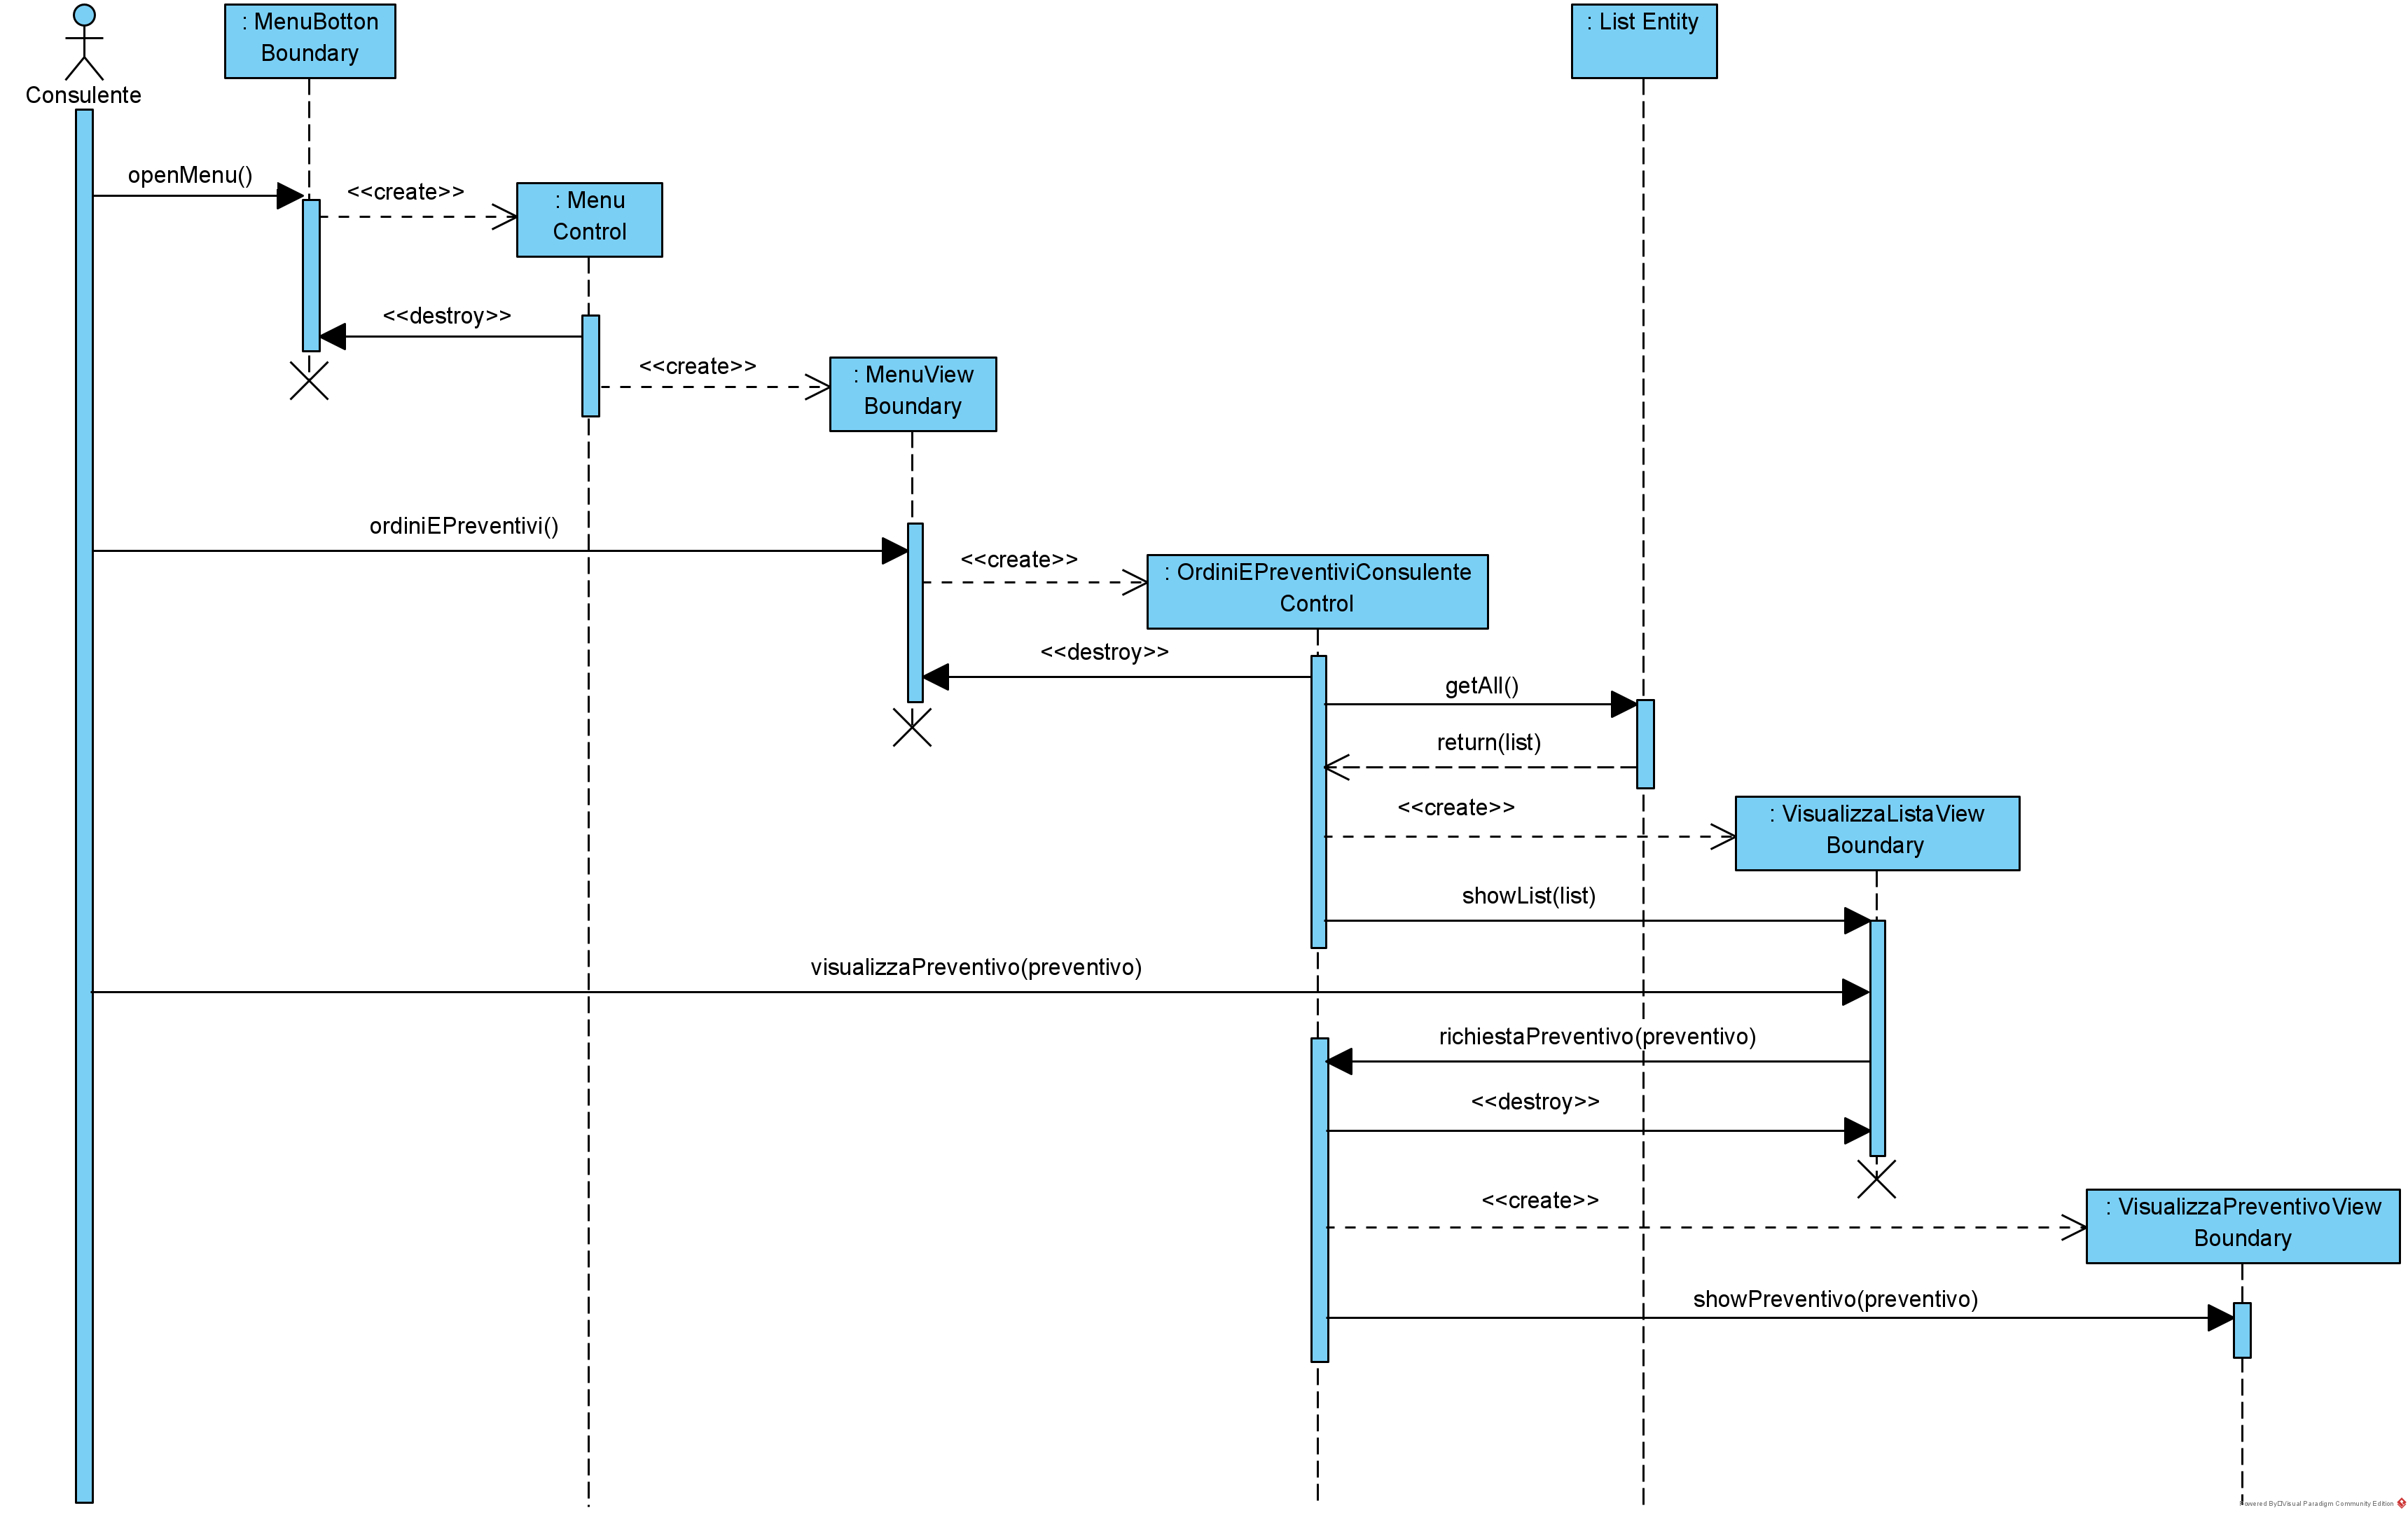 : MenuBotton
Boundary
: List Entity
Consulente
openMenu()
<<create>>
: Menu
Control
<<destroy>>
<<create>>
: MenuView
Boundary
ordiniEPreventivi()
<<create>>
: OrdiniEPreventiviConsulente
Control
<<destroy>>
getAll()
return(list)
<<create>>
: VisualizzaListaView
Boundary
showList(list)
visualizzaPreventivo(preventivo)
richiestaPreventivo(preventivo)
<<destroy>>
<<create>>
: VisualizzaPreventivoView
Boundary
showPreventivo(preventivo)
Powered By Visual Paradigm Community Edition